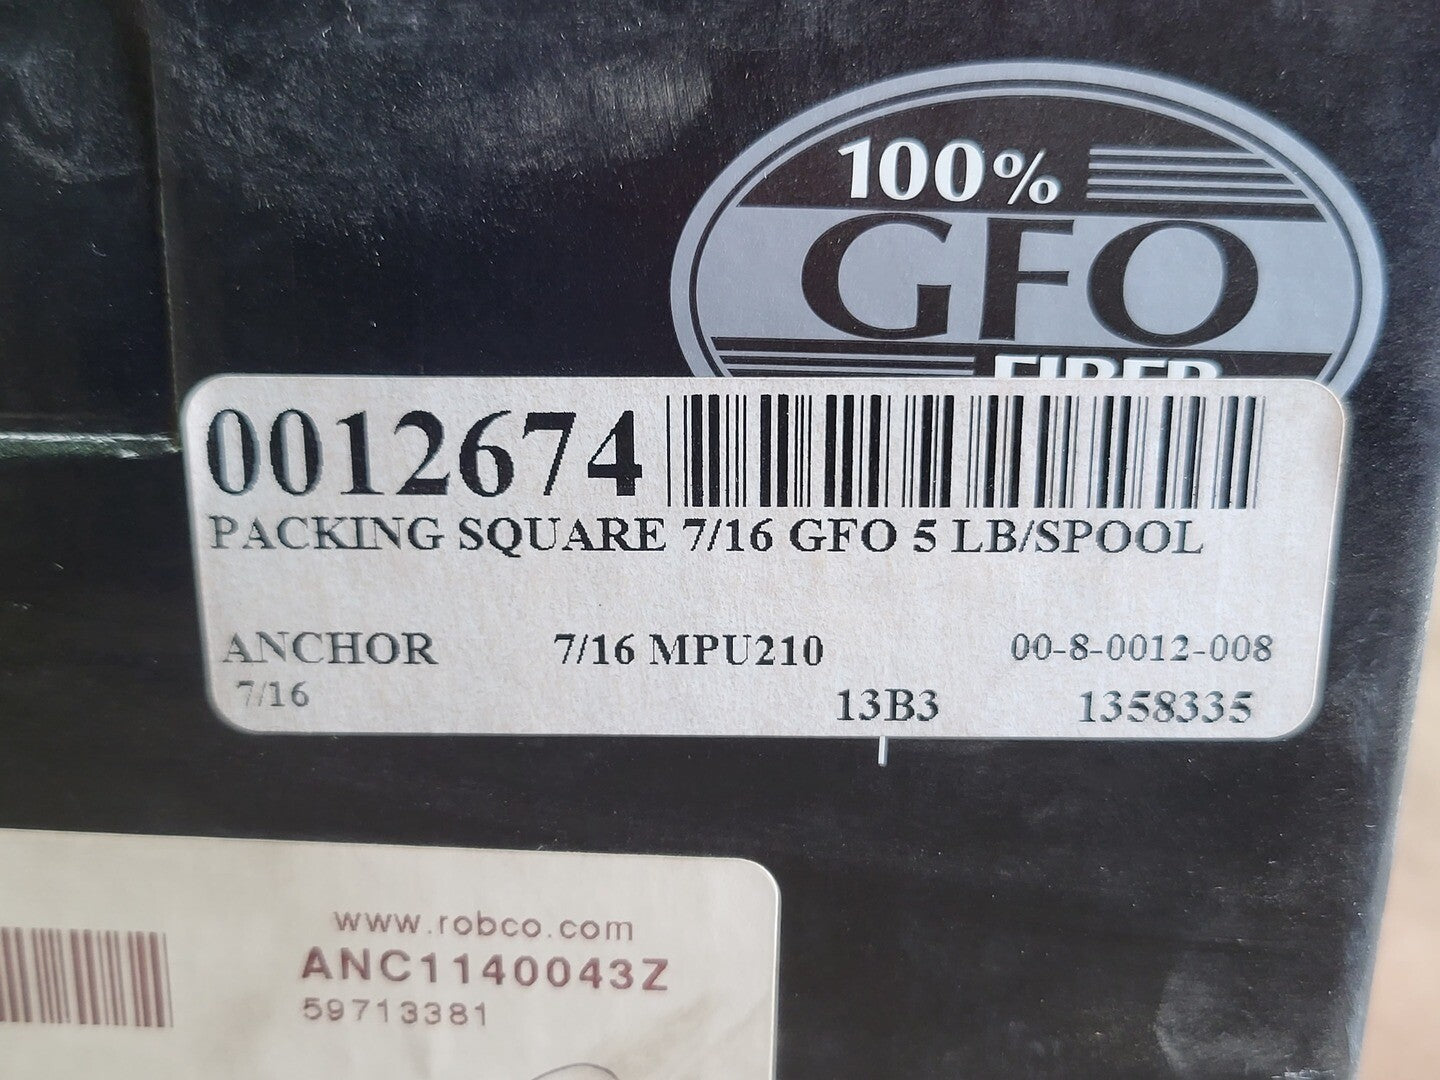 100%
GFO
FIBER
0012674
PACKING SQUARE 7/16 GFO 5 LB/SPOOL
ANCHOR 7/16 MPU210 00-8-0012-008
7/16 13B3 1358335
www.robco.com
ANC1140043Z
59713381